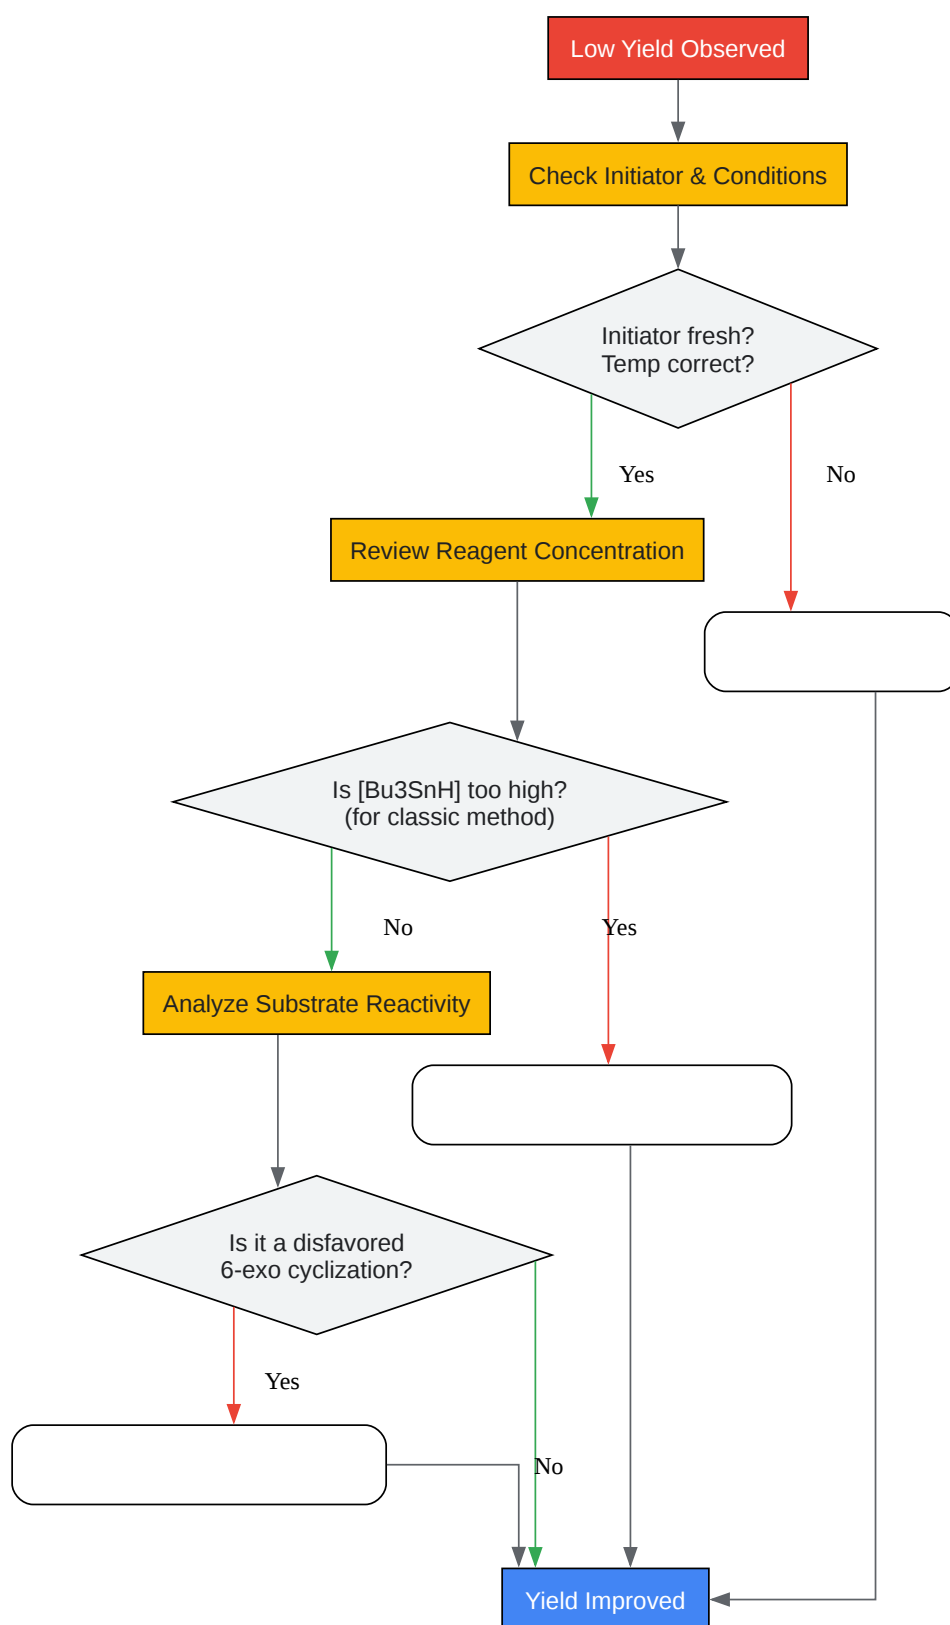 Low Yield Observed
Check Initiator & Conditions
Initiator fresh?
Temp correct?
Yes
No
Review Reagent Concentration
Is [Bu3SnH] too high?
(for classic method)
No
Yes
Analyze Substrate Reactivity
Is it a disfavored
6-exo cyclization?
Yes
No
Yield Improved